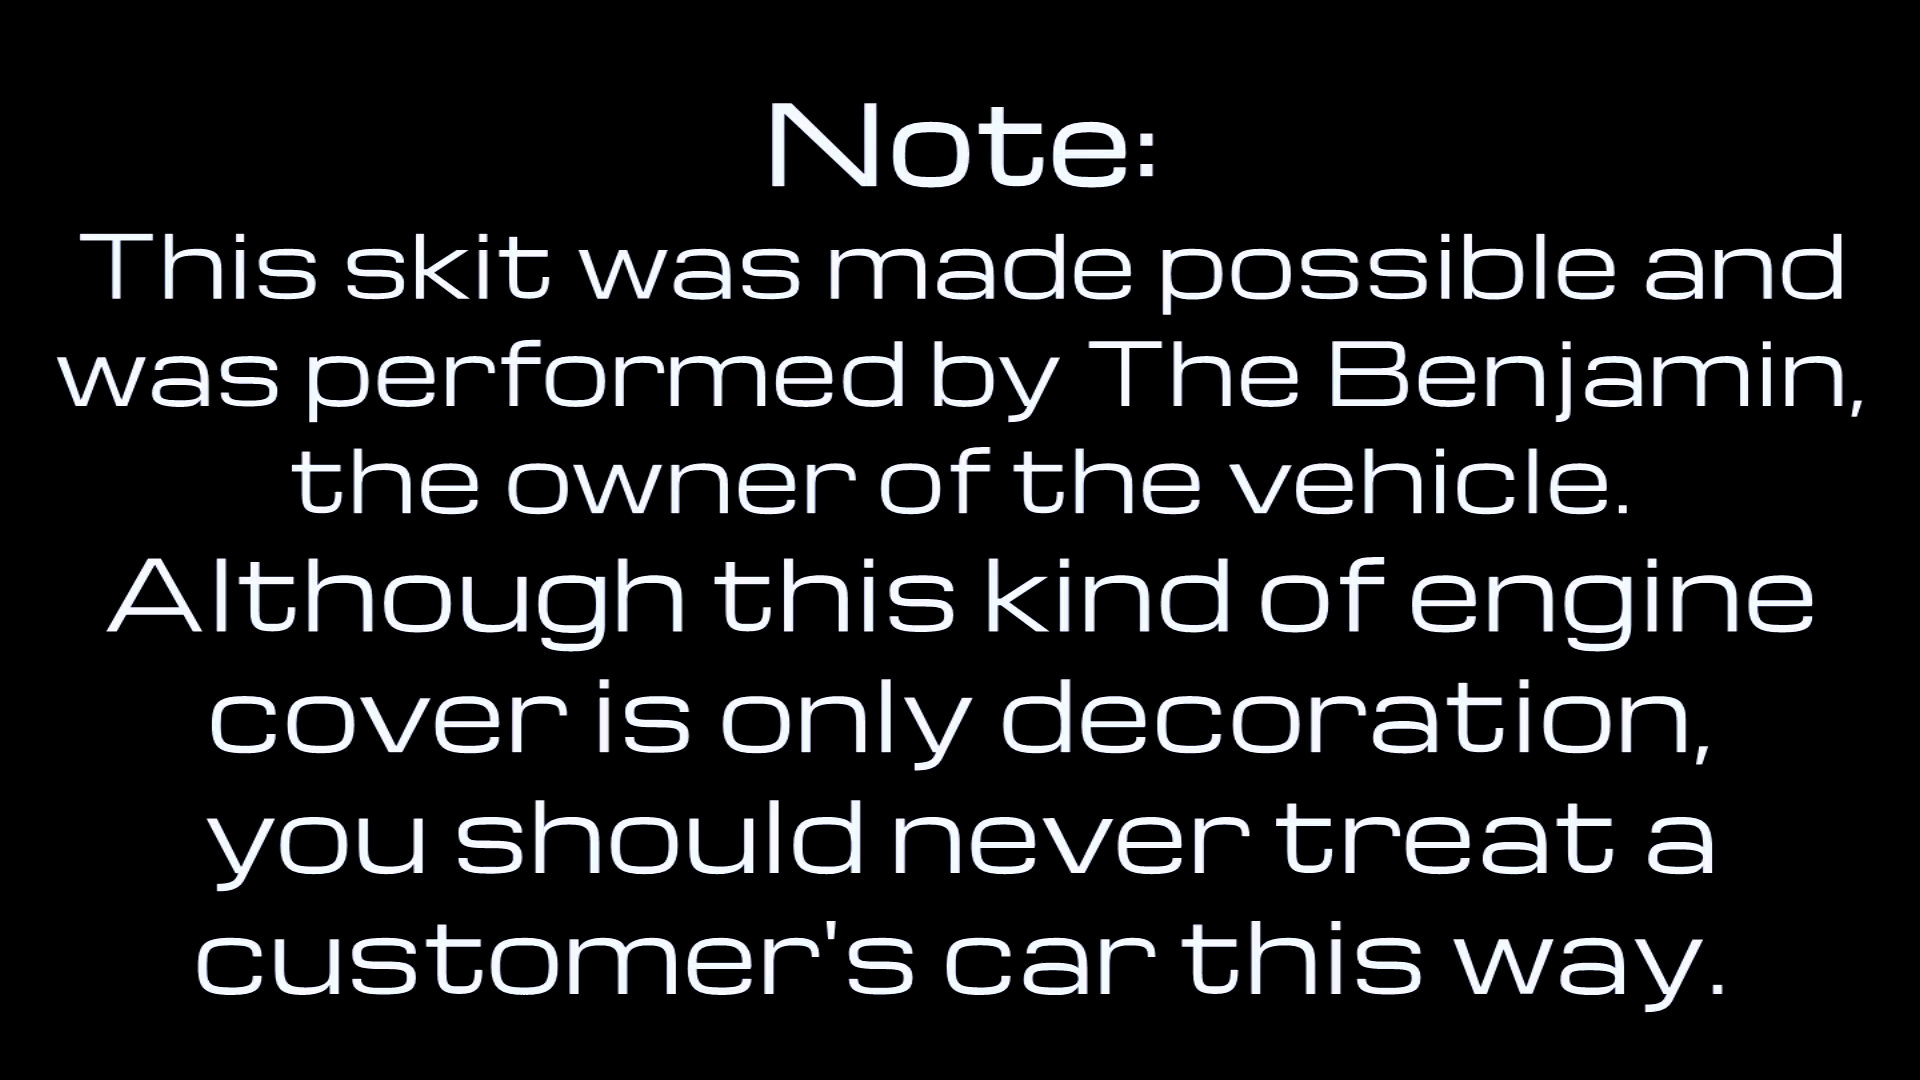 Note:
This skit was made possible and
was performed by The Benjamin,
the owner of the vehicle.
Although this kind of engine
cover is only decoration,
you should never treat a
customer's car this way.